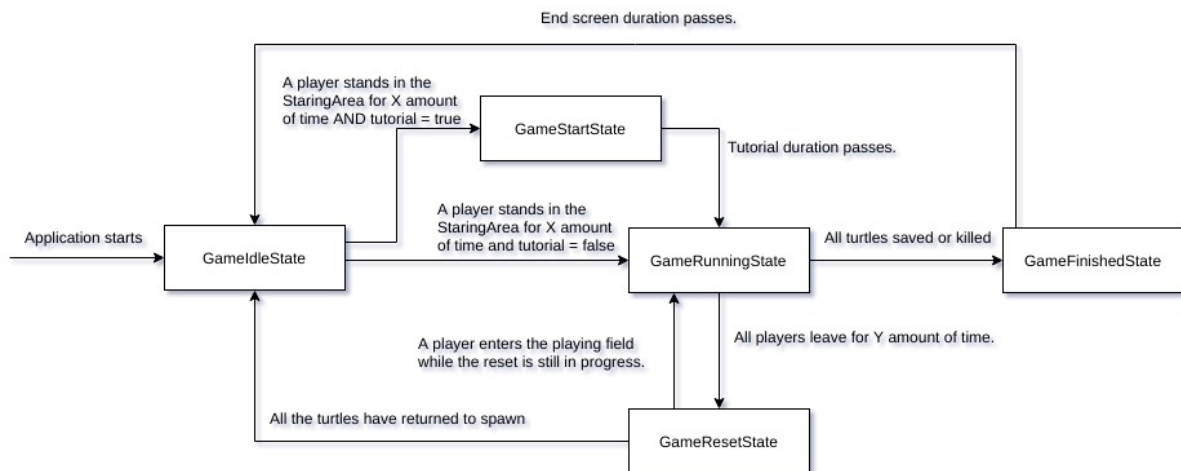 End screen duration passes.
A player stands in the
StaringArea for X amount
of time AND tutorial = true
GameStartState
Tutorial duration passes.
A player stands in the
StaringArea for X amount
of time and tutorial = false
Application starts
GameIdleState
GameRunningState
All turtles saved or killed
GameFinishedState
A player enters the playing field
while the reset is still in progress.
All players leave for Y amount of time.
All the turtles have returned to spawn
GameResetState